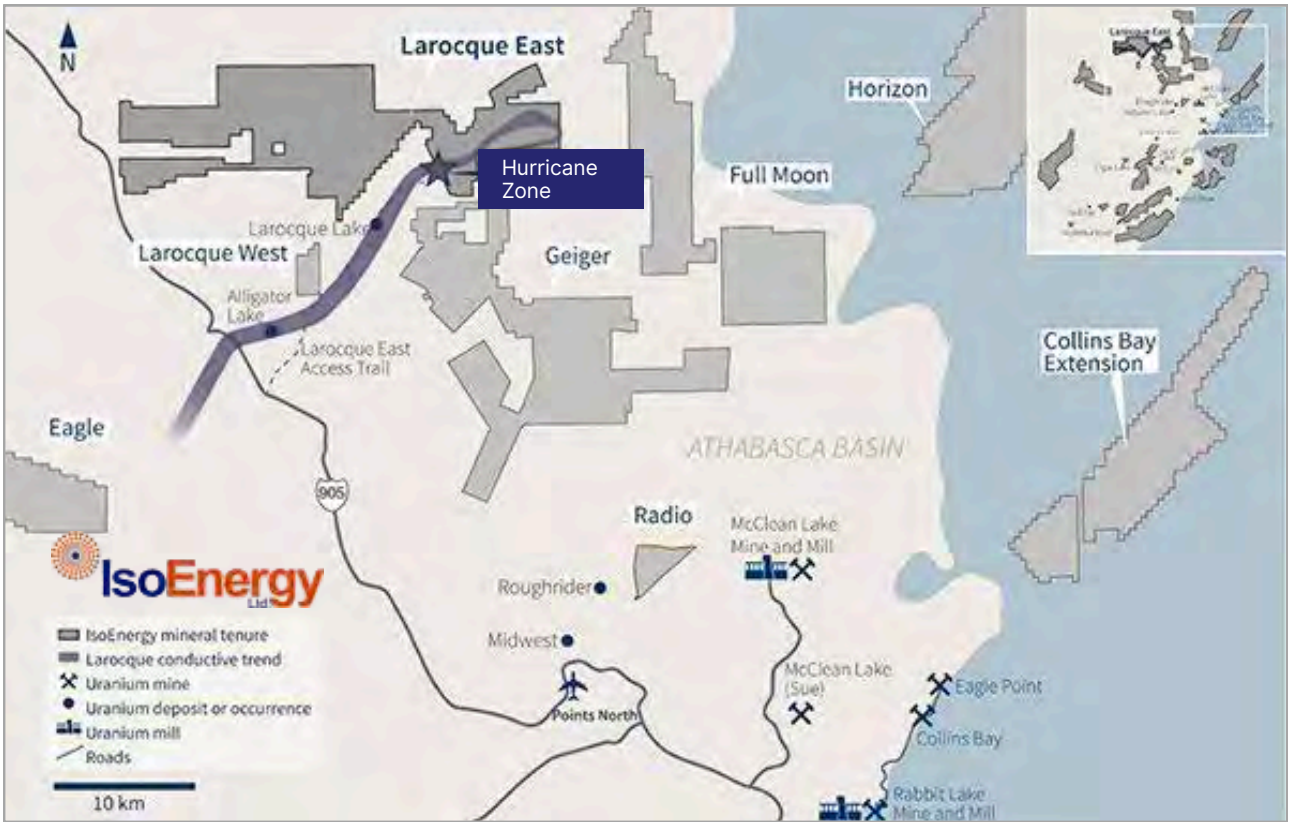 N
Larocque East
Horizon
Larocque East
Hurricane
Zone
Full Moon
Larocque Lake
Larocque West
Geiger
Alligator
Lake
Larocque East
Access Trail
Collins Bay
Extension
Eagle
ATHABASCA BASIN
905
Radio
McClean Lake
Mine and Mill
IsoEnergy
Ltd
Roughrider
Midwest
IsoEnergy mineral tenure
Larocque conductive trend
Uranium mine
Uranium deposit or occurrence
Uranium mill
Roads
10 km
Points North
McClean Lake
(Sue)
Eagle Point
Collins Bay
Rabbit Lake
Mine and Mill